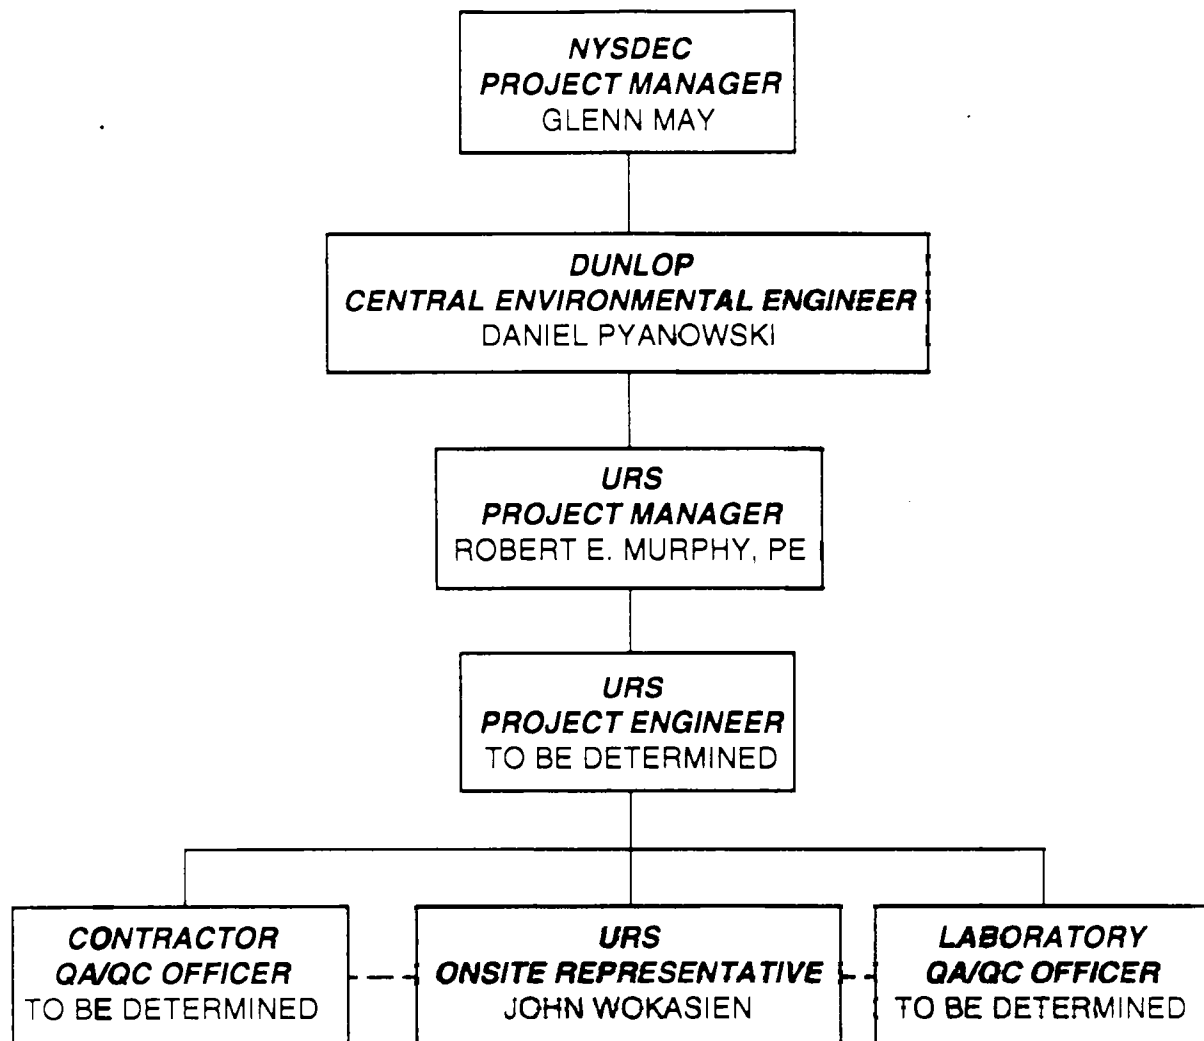 NYSDEC
PROJECT MANAGER
GLENN MAY
DUNLOP
CENTRAL ENVIRONMENTAL ENGINEER
DANIEL PYANOWSKI
URS
PROJECT MANAGER
ROBERT E. MURPHY, PE
URS
PROJECT ENGINEER
TO BE DETERMINED
CONTRACTOR
QA/QC OFFICER
TO BE DETERMINED
URS
ONSITE REPRESENTATIVE
JOHN WOKASIEN
LABORATORY
QA/QC OFFICER
TO BE DETERMINED